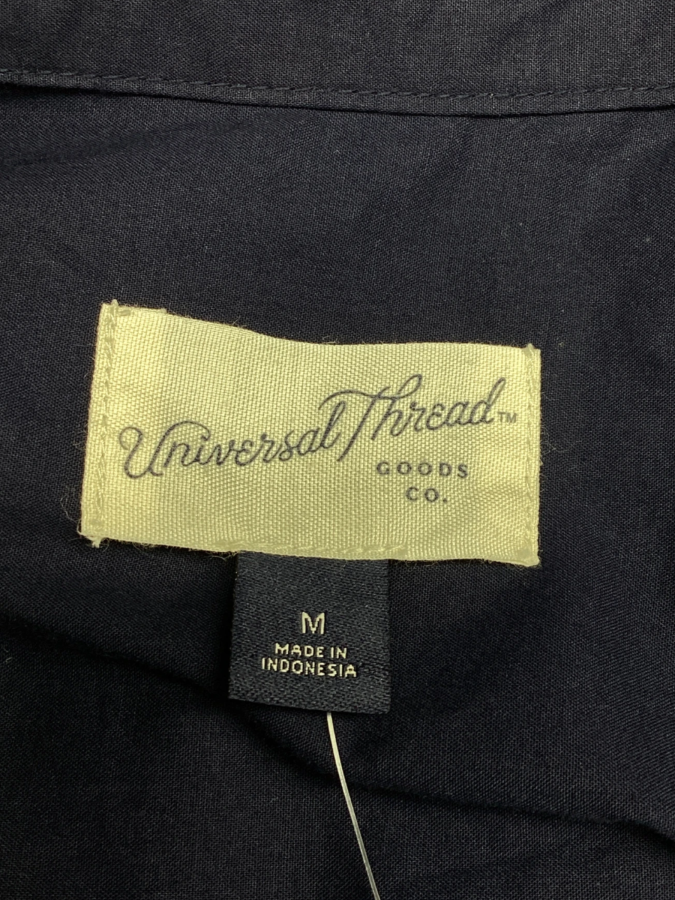 Universal Thread™
GOODS
CO.
M
MADE IN
INDONESIA